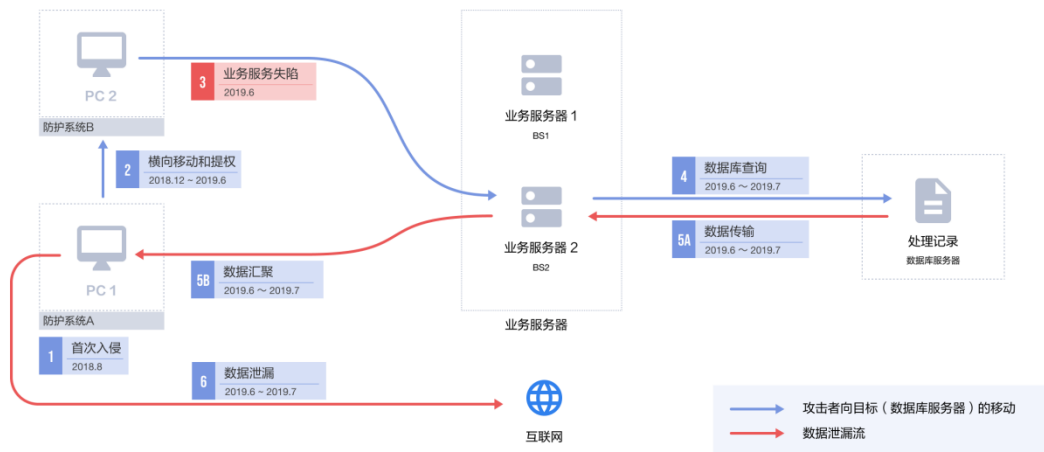 PC 2
防护系统B
3
业务服务失陷
2019.6
业务服务器 1
BS1
2
横向移动和提权
2018.12 ~ 2019.6
4
数据库查询
2019.6 ～ 2019.7
业务服务器 2
BS2
5A
数据传输
2019.6 ～ 2019.7
处理记录
数据库服务器
PC 1
防护系统A
5B
数据汇聚
2019.6 ～ 2019.7
业务服务器
1
首次入侵
2018.8
6
数据泄漏
2019.6 ~ 2019.7
互联网
攻击者向目标（数据库服务器）的移动
数据泄漏流